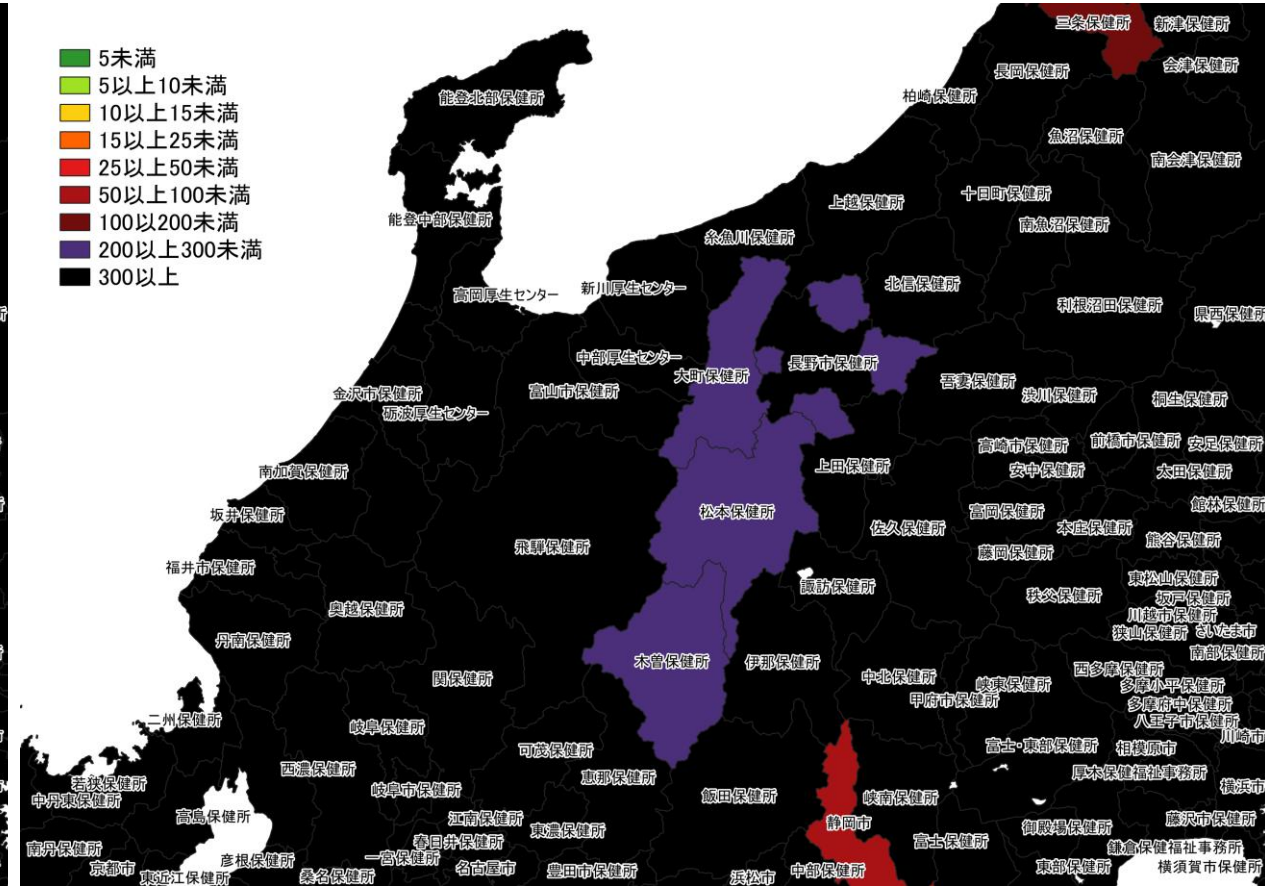 5未満
5以上10未満
10以上15未満
15以上25未満
25以上50未満
50以上100未満
100以200未満
200以上300未満
300以上
三条保健所
新津保健所
長岡保健所
会津保健所
柏崎保健所
能登北部保健所
魚沼保健所
南会津保健所
十日町保健所
上越保健所
能登中部保健所
南魚沼保健所
糸魚川保健所
北信保健所
新川厚生センター
高岡厚生センター
利根沼田保健所
県西保健所
中部厚生センター
長野市保健所
大町保健所
吾妻保健所
富山市保健所
金沢市保健所
渋川保健所
桐生保健所
砺波厚生センター
高崎市保健所
前橋市保健所
安足保健所
上田保健所
安中保健所
太田保健所
南加賀保健所
館林保健所
松本保健所
富岡保健所
坂井保健所
佐久保健所
本庄保健所
熊谷保健所
飛騨保健所
藤岡保健所
福井市保健所
東松山保健所
諏訪保健所
秩父保健所
坂戸保健所
奥越保健所
川越市保健所
狭山保健所
さいたま市
丹南保健所
南部保健所
木曽保健所
伊那保健所
西多摩保健所
関保健所
中北保健所
峡東保健所
多摩小平保健所
甲府市保健所
多摩府中保健所
二州保健所
八王子市保健所
岐阜保健所
川崎市
可茂保健所
富士・東部保健所
相模原市
西濃保健所
恵那保健所
厚木保健福祉事務所
若狭保健所
横浜市
岐阜市保健所
飯田保健所
峡南保健所
中丹東保健所
高島保健所
江南保健所
静岡市
藤沢市保健所
東濃保健所
御殿場保健所
春日井保健所
富士保健所
南丹保健所
鎌倉保健福祉事務所
一宮保健所
彦根保健所
京都市
名古屋市
豊田市保健所
中部保健所
東部保健所
横須賀市保健所
東近江保健所
桑名保健所
浜松市